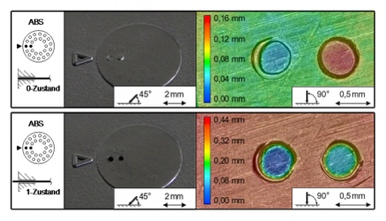 ABS
0-Zustand
45°
2 mm
0,16 mm
0,12 mm
0,08 mm
0,04 mm
0,00 mm
90°
0,5 mm
ABS
1-Zustand
45°
2 mm
0,44 mm
0,32 mm
0,20 mm
0,08 mm
0,00 mm
90°
0,5 mm